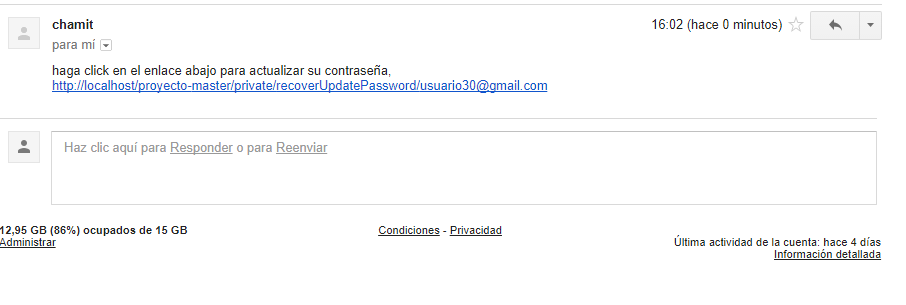 chamit
16:02 (hace 0 minutos)
para mí
haga click en el enlace abajo para actualizar su contraseña,
http://localhost/proyecto-master/private/recoverUpdatePassword/usuario30@gmail.com
Haz clic aquí para Responder o para Reenviar
12,95 GB (86%) ocupados de 15 GB
Administrar
Condiciones - Privacidad
Última actividad de la cuenta: hace 4 días
Información detallada